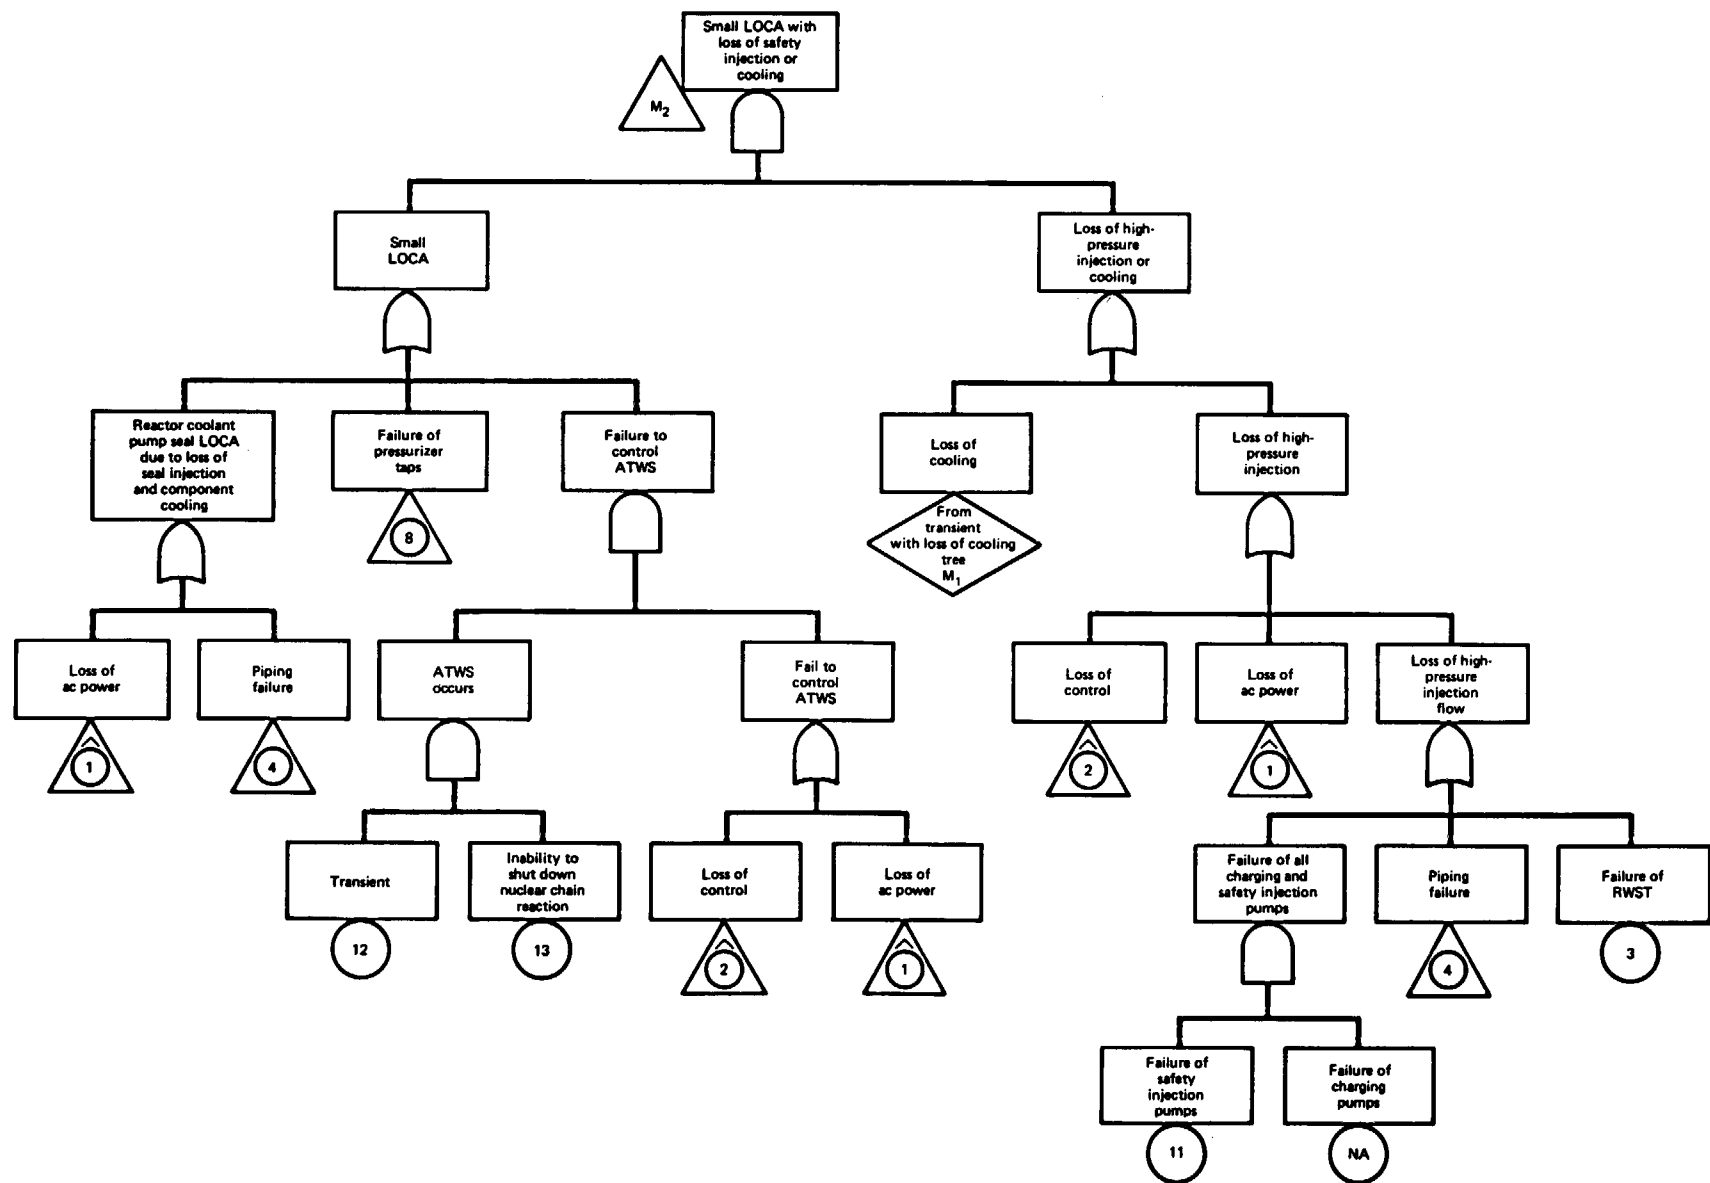 Small LOCA with
loss of safety
injection or
cooling
M2
Small
LOCA
Loss of high-
pressure
injection or
cooling
Reactor coolant
pump seal LOCA
due to loss of
seal injection
and component
cooling
Failure of
pressurizer
taps
8
Failure to
control
ATWS
Loss of
cooling
From
transient
with loss of cooling
tree
M1
Loss of high-
pressure
injection
Loss of
ac power
1
Piping
failure
4
ATWS
occurs
Fail to
control
ATWS
Loss of
control
2
Loss of
ac power
1
Loss of high-
pressure
injection
flow
Transient
12
Inability to
shut down
nuclear chain
reaction
13
Loss of
control
2
Loss of
ac power
1
Failure of all
charging and
safety injection
pumps
Piping
failure
4
Failure of
RWST
3
Failure of
safety
injection
pumps
11
Failure of
charging
pumps
NA